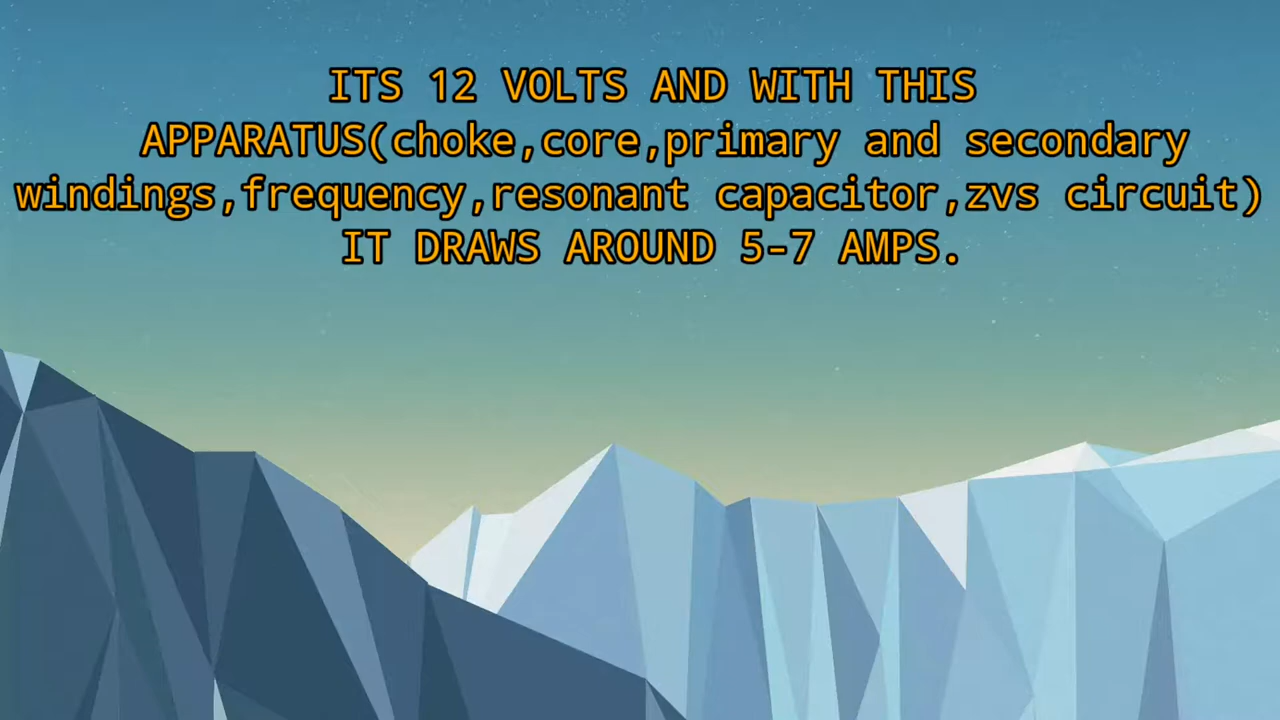 ITS 12 VOLTS AND WITH THIS
APPARATUS(choke,core,primary and secondary
windings,frequency,resonant capacitor,zvs circuit)
IT DRAWS AROUND 5-7 AMPS.